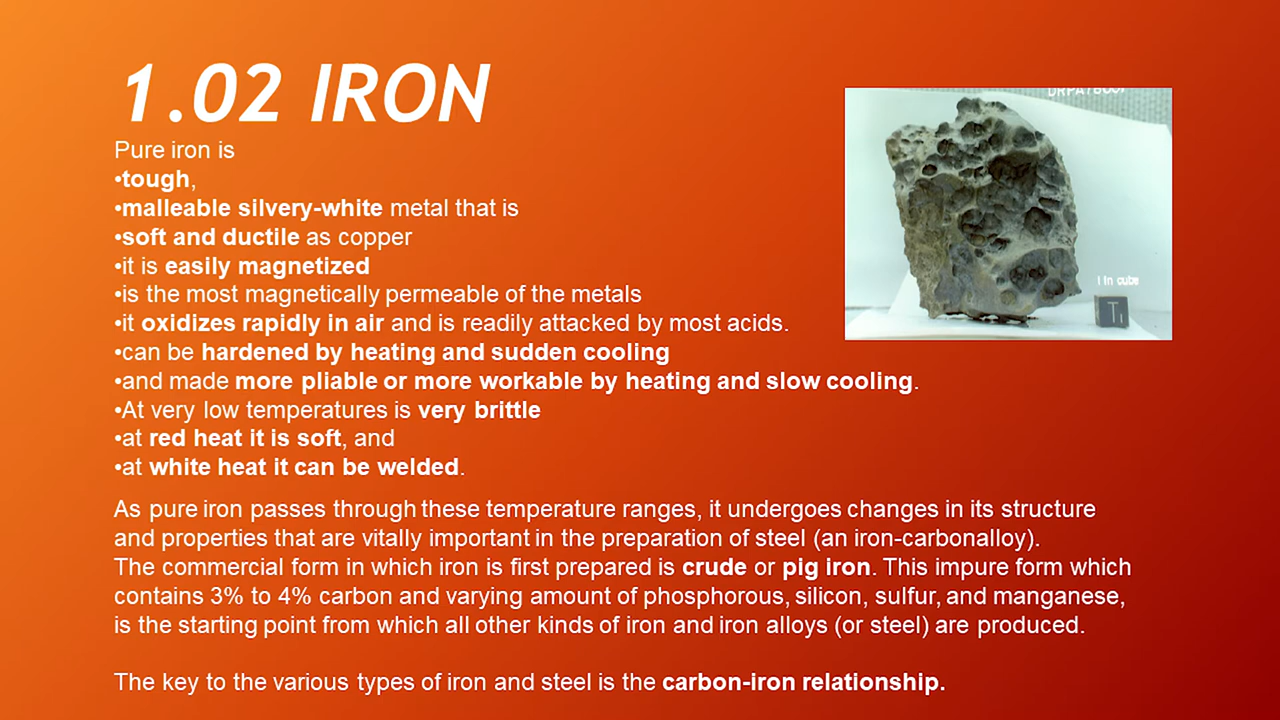 1.02 IRON
Pure iron is
•tough,
•malleable silvery-white metal that is
•soft and ductile as copper
•it is easily magnetized
•is the most magnetically permeable of the metals
•it oxidizes rapidly in air and is readily attacked by most acids.
•can be hardened by heating and sudden cooling
•and made more pliable or more workable by heating and slow cooling.
•At very low temperatures is very brittle
•at red heat it is soft, and
•at white heat it can be welded.
As pure iron passes through these temperature ranges, it undergoes changes in its structure
and properties that are vitally important in the preparation of steel (an iron-carbonalloy).
The commercial form in which iron is first prepared is crude or pig iron. This impure form which
contains 3% to 4% carbon and varying amount of phosphorous, silicon, sulfur, and manganese,
is the starting point from which all other kinds of iron and iron alloys (or steel) are produced.
The key to the various types of iron and steel is the carbon-iron relationship.
1 in cube